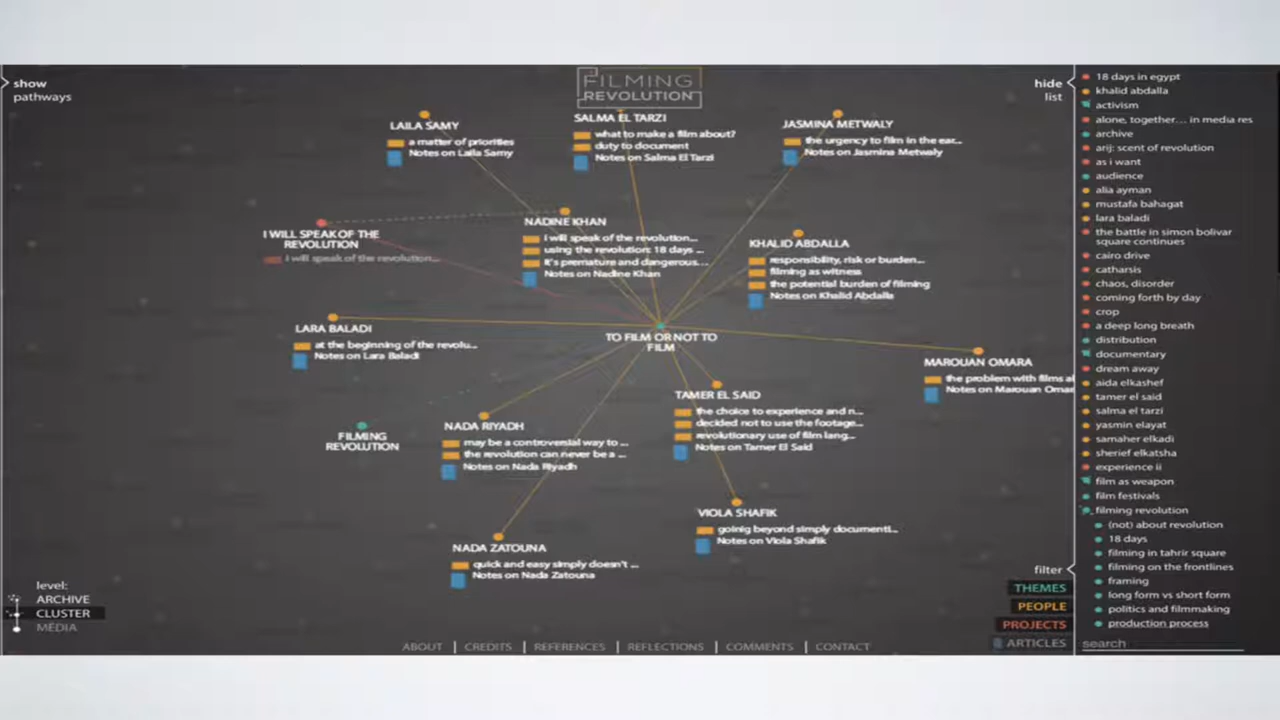 show
pathways
FILMING
REVOLUTION
hide
list
LAILA SAMY
a matter of priorities
Notes on Laila Samy
SALMA EL TARZI
what to make a film about?
duty to document
Notes on Salma El Tarzi
JASMINA METWALY
the urgency to film in the ear...
Notes on Jasmina Metwaly
I WILL SPEAK OF THE
REVOLUTION
I will speak of the revolution...
NADINE KHAN
I will speak of the revolution...
using the revolution: 18 days ...
it's premature and dangerous...
Notes on Nadine Khan
KHALID ABDALLA
responsibility, risk or burden...
filming as witness
the potential burden of filming
Notes on Khalid Abdalla
LARA BALADI
at the beginning of the revolu...
Notes on Lara Baladi
TO FILM OR NOT TO
FILM
MAROUAN OMARA
the problem with films al
Notes on Marouan Omar
FILMING
REVOLUTION
NADA RIYADH
may be a controversial way to ...
the revolution can never be a ...
Notes on Nada Riyadh
TAMER EL SAID
the choice to experience and n...
decided not to use the footage...
revolutionary use of film lang...
Notes on Tamer El Said
NADA ZATOUNA
quick and easy simply doesn't ...
Notes on Nada Zatouna
VIOLA SHAFIK
going beyond simply documenti...
Notes on Viola Shafik
level:
ARCHIVE
CLUSTER
MEDIA
filter
THEMES
PEOPLE
PROJECTS
ARTICLES
ABOUT | CREDITS | REFERENCES | REFLECTIONS | COMMENTS | CONTACT
18 days in egypt
khalid abdalla
activism
alone, together... in media res
archive
arij: scent of revolution
as i want
audience
alia ayman
mustafa bahagat
lara baladi
the battle in simon bolivar
square continues
cairo drive
catharsis
chaos, disorder
coming forth by day
crop
a deep long breath
distribution
documentary
dream away
aida elkashef
tamer el said
salma el tarzi
yasmin elayat
samaher elkadi
sherief elkatsha
experience ii
film as weapon
film festivals
filming revolution
(not) about revolution
18 days
filming in tahrir square
filming on the frontlines
framing
long form vs short form
politics and filmmaking
production process
search